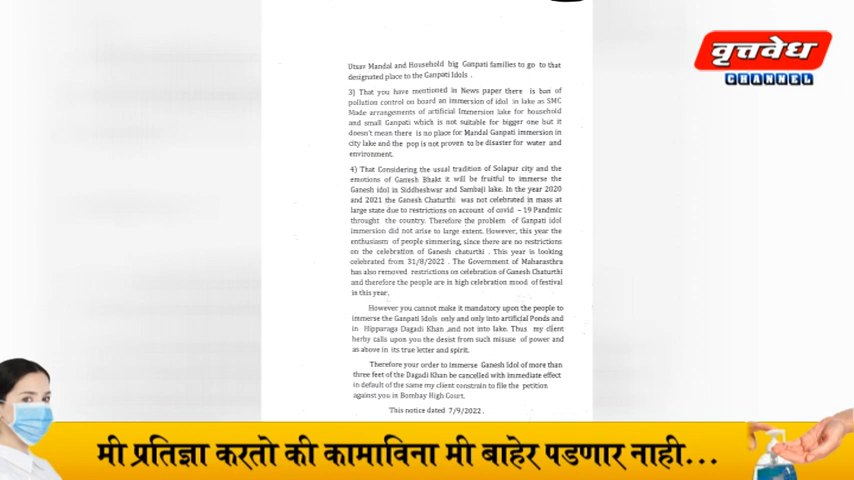 वृत्तवेध
CHANNEL
Utsav Mandal and Household big Ganpati families to go to that
designated place to the Ganpati Idols .
3) That you have mentioned in News paper there is ban of
pollution control on board an immersion of idol in lake as SMC
Made arrangements of artificial Immersion lake for household
and small Ganpati which is not suitable for bigger one but it
doesn't mean there is no place for Mandal Ganpati immersion in
city lake and the pop is not proven to be disaster for water and
environment.
4) That Considering the usual tradition of Solapur city and the
emotions of Ganesh Bhakt it will be fruitful to immerse the
Ganesh idol in Siddheshwar and Sambaji lake. In the year 2020
and 2021 the Ganesh Chaturthi was not celebrated in mass at
large state due to restrictions on account of covid – 19 Pandmic
throught the country. Therefore the problem of Ganpati idol
immersion did not arise to large extent. However, this year the
enthusiasm of people simmering, since there are no restrictions
on the celebration of Ganesh chaturthi . This year is looking
celebrated from 31/8/2022 . The Government of Maharasthra
has also removed restrictions on celebration of Ganesh Chaturthi
and therefore the people are in high celebration mood of festival
in this year.
However you cannot make it mandatory upon the people to
immerse the Ganpati Idols only and only into artificial Ponds and
in Hipparaga Dagadi Khan ,and not into lake. Thus my client
herby calls upon you the desist from such misuse of power and
as above in its true letter and spirit.
Therefore your order to immerse Ganesh Idol of more than
three feet of the Dagadi Khan be cancelled with immediate effect
in default of the same my client constrain to file the petition
against you in Bombay High Court.
This notice dated 7/9/2022 .
मी प्रतिज्ञा करतो की कामाविना मी बाहेर पडणार नाही...